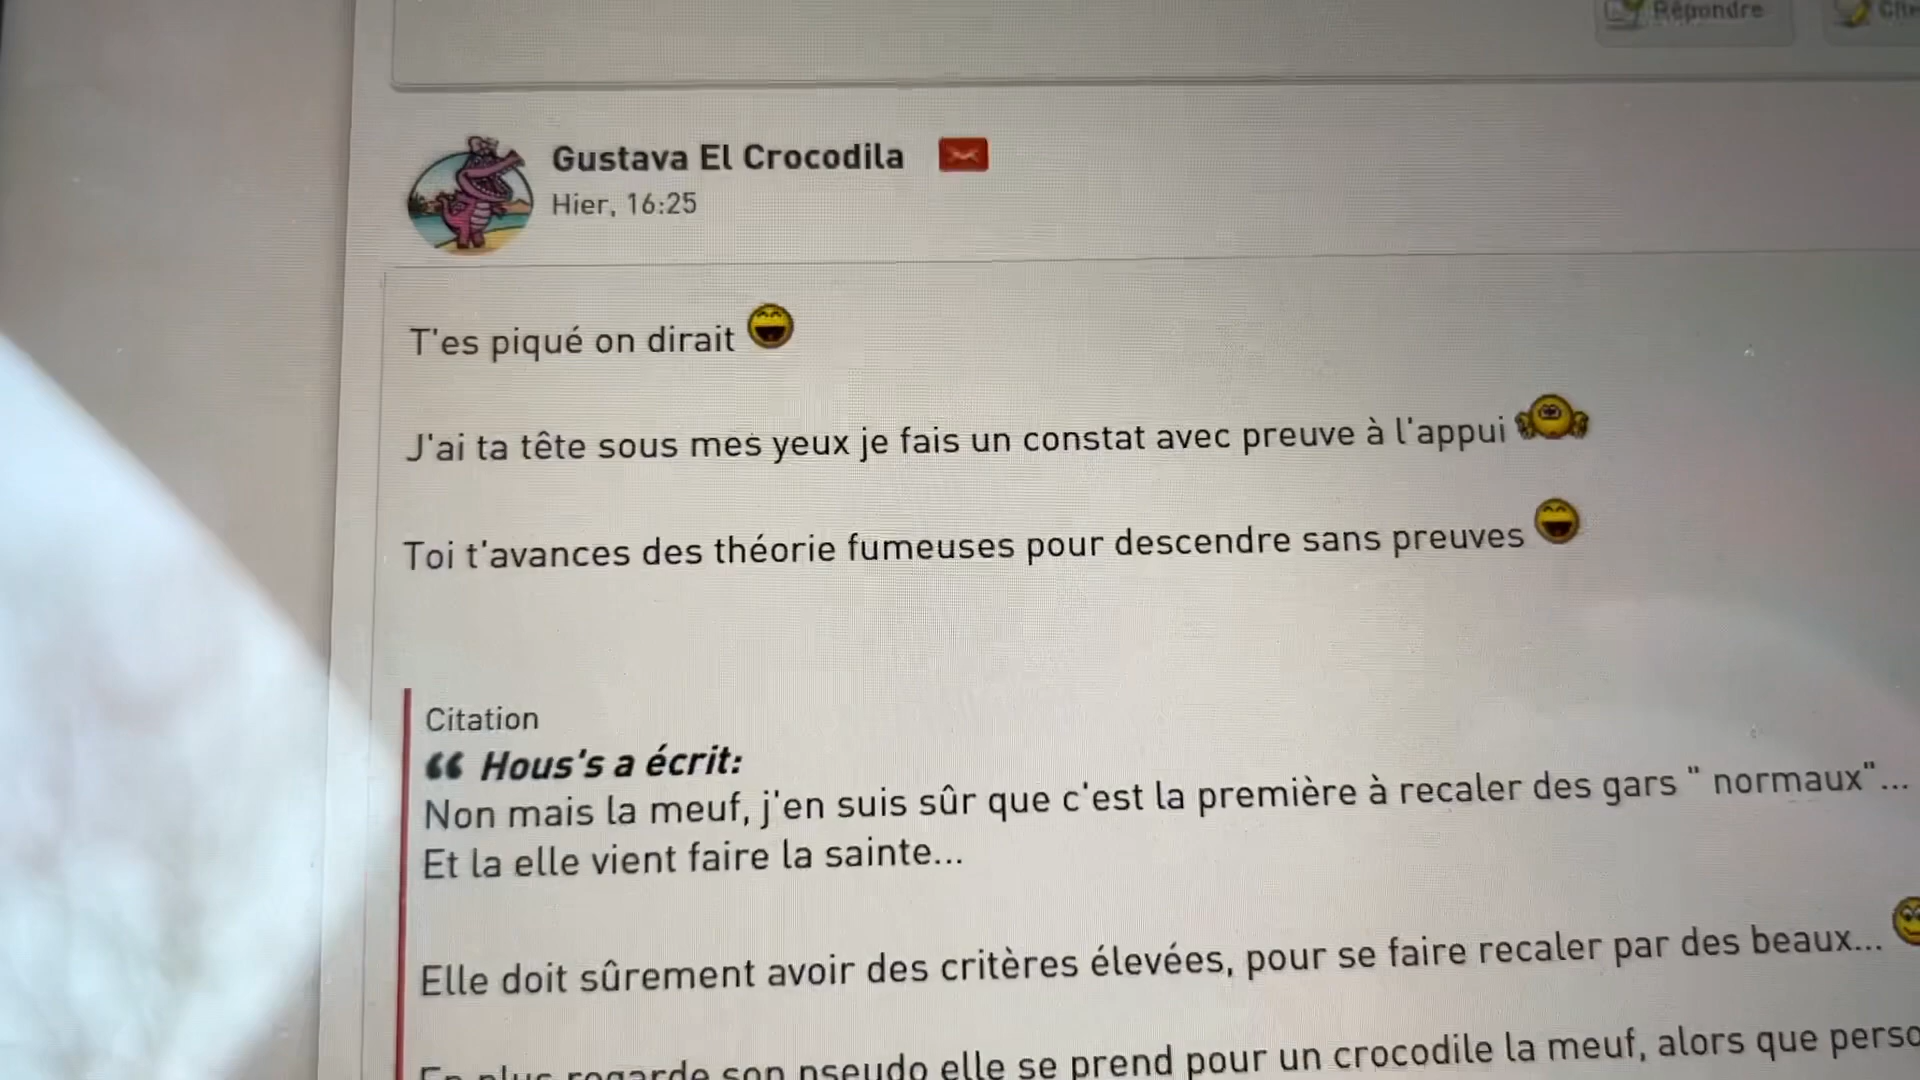 Répondre
Gustava El Crocodila
Hier, 16:25
T'es piqué on dirait
J'ai ta tête sous mes yeux je fais un constat avec preuve à l'appui
Toi t'avances des théorie fumeuses pour descendre sans preuves
Citation
❝ Hous's a écrit:
Non mais la meuf, j'en suis sûr que c'est la première à recaler des gars " normaux"...
Et la elle vient faire la sainte...
Elle doit sûrement avoir des critères élevées, pour se faire recaler par des beaux...
En plus regarde son pseudo elle se prend pour un crocodile la meuf, alors que